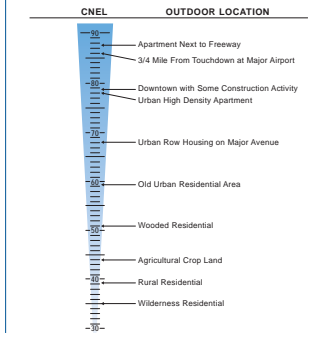 CNEL OUTDOOR LOCATION
90
Apartment Next to Freeway
3/4 Mile From Touchdown at Major Airport
80
Downtown with Some Construction Activity
Urban High Density Apartment
70
Urban Row Housing on Major Avenue
60
Old Urban Residential Area
Wooded Residential
50
Agricultural Crop Land
40
Rural Residential
Wilderness Residential
30